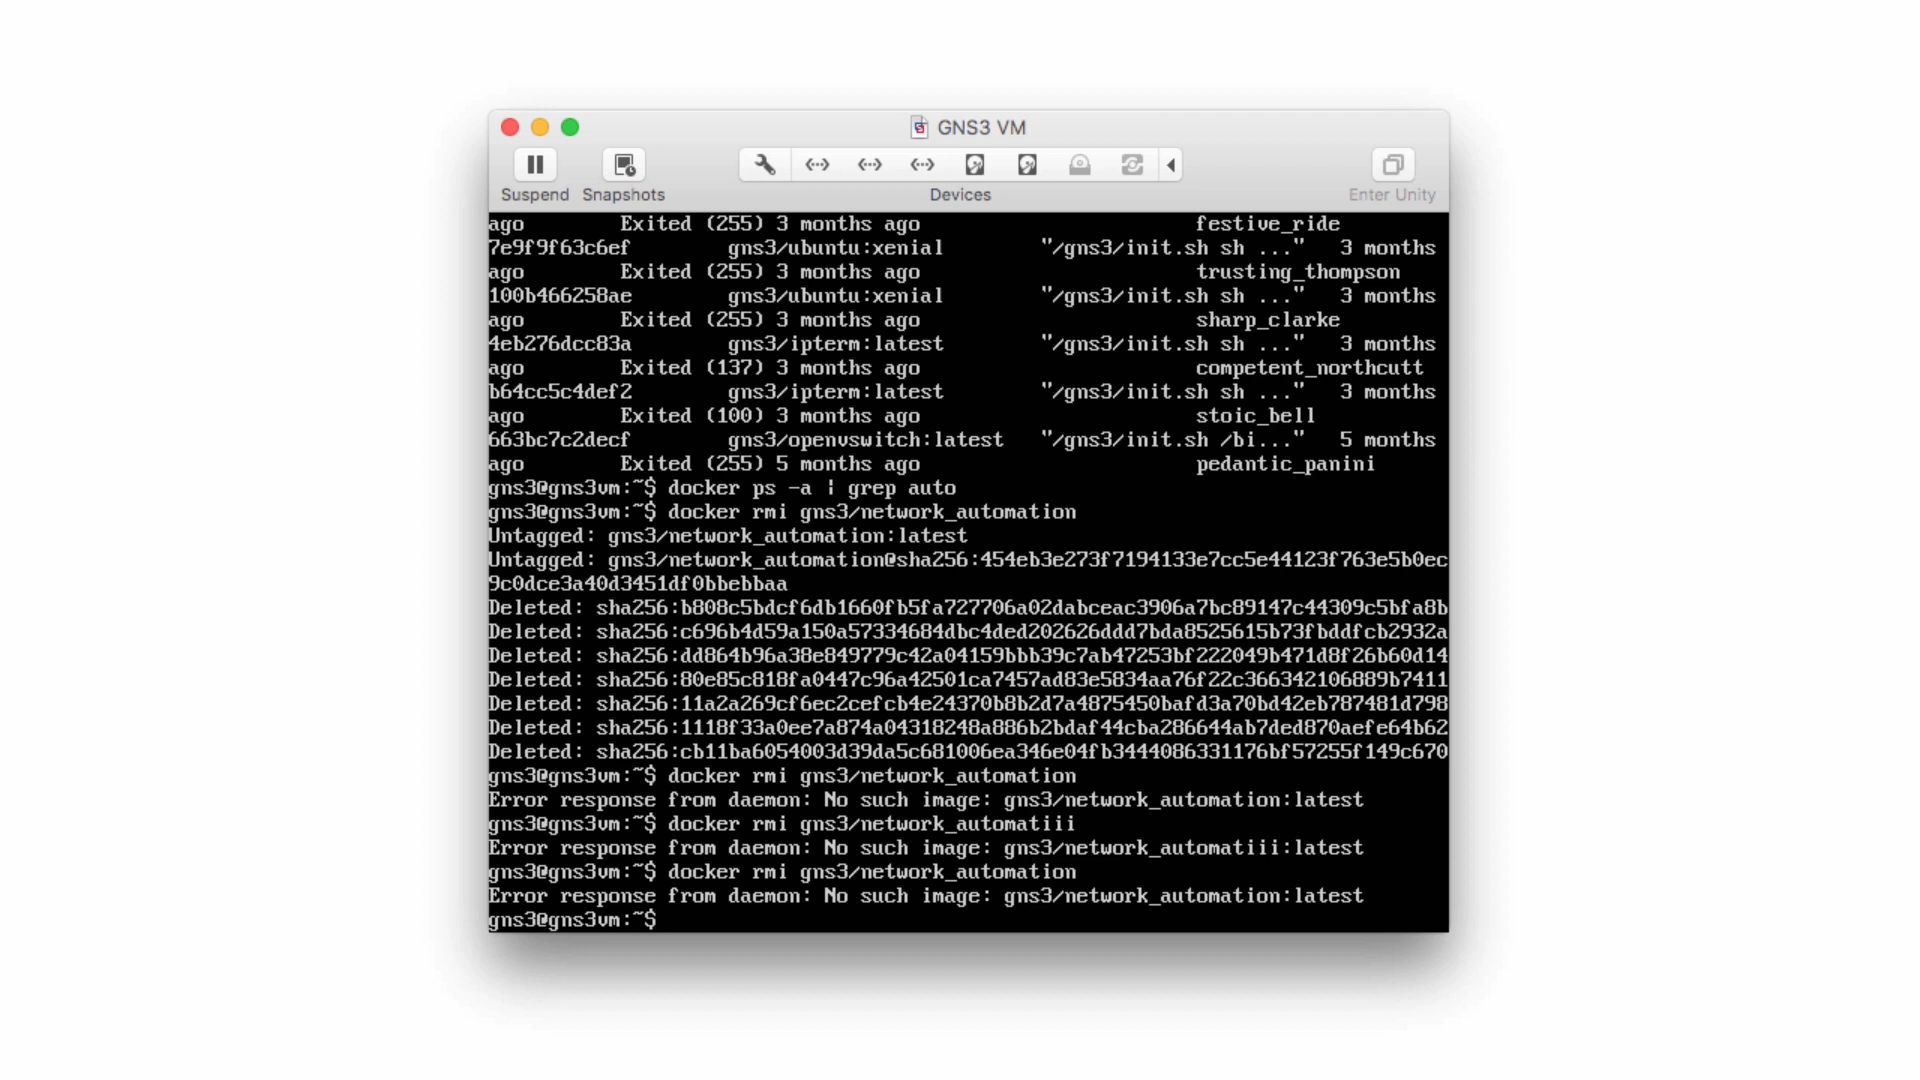 GNS3 VM
Suspend Snapshots Devices Enter Unity
ago Exited (255) 3 months ago festive_ride
7e9f9f63c6ef gns3/ubuntu:xenial "/gns3/init.sh sh ..." 3 months
ago Exited (255) 3 months ago trusting_thompson
100b466258ae gns3/ubuntu:xenial "/gns3/init.sh sh ..." 3 months
ago Exited (255) 3 months ago sharp_clarke
4eb276dcc83a gns3/ipterm:latest "/gns3/init.sh sh ..." 3 months
ago Exited (137) 3 months ago competent_northcutt
b64cc5c4def2 gns3/ipterm:latest "/gns3/init.sh sh ..." 3 months
ago Exited (100) 3 months ago stoic_bell
663bc7c2decf gns3/openvswitch:latest "/gns3/init.sh /bi..." 5 months
ago Exited (255) 5 months ago pedantic_panini
gns3@gns3vm:~$ docker ps -a | grep auto
gns3@gns3vm:~$ docker rmi gns3/network_automation
Untagged: gns3/network_automation:latest
Untagged: gns3/network_automation@sha256:454eb3e273f7194133e7cc5e44123f763e5b0ec
9c0dce3a40d3451df0bbebbaa
Deleted: sha256:b808c5bdcf6db1660fb5fa727706a02dabceac3906a7bc89147c44309c5bfa8b
Deleted: sha256:c696b4d59a150a57334684dbc4ded202626ddd7bda8525615b73fbddfcb2932a
Deleted: sha256:dd864b96a38e849779c42a04159bbb39c7ab47253bf222049b471d8f26b60d14
Deleted: sha256:80e85c818fa0447c96a42501ca7457ad83e5834aa76f22c366342106889b7411
Deleted: sha256:11a2a269cf6ec2cefcb4e24370b8b2d7a4875450bafd3a70bd42eb787481d798
Deleted: sha256:1118f33a0ee7a874a04318248a886b2bdaf44cba286644ab7ded870aefe64b62
Deleted: sha256:cb11ba6054003d39da5c681006ea346e04fb3444086331176bf57255f149c670
gns3@gns3vm:~$ docker rmi gns3/network_automation
Error response from daemon: No such image: gns3/network_automation:latest
gns3@gns3vm:~$ docker rmi gns3/network_automatiii
Error response from daemon: No such image: gns3/network_automatiii:latest
gns3@gns3vm:~$ docker rmi gns3/network_automation
Error response from daemon: No such image: gns3/network_automation:latest
gns3@gns3vm:~$